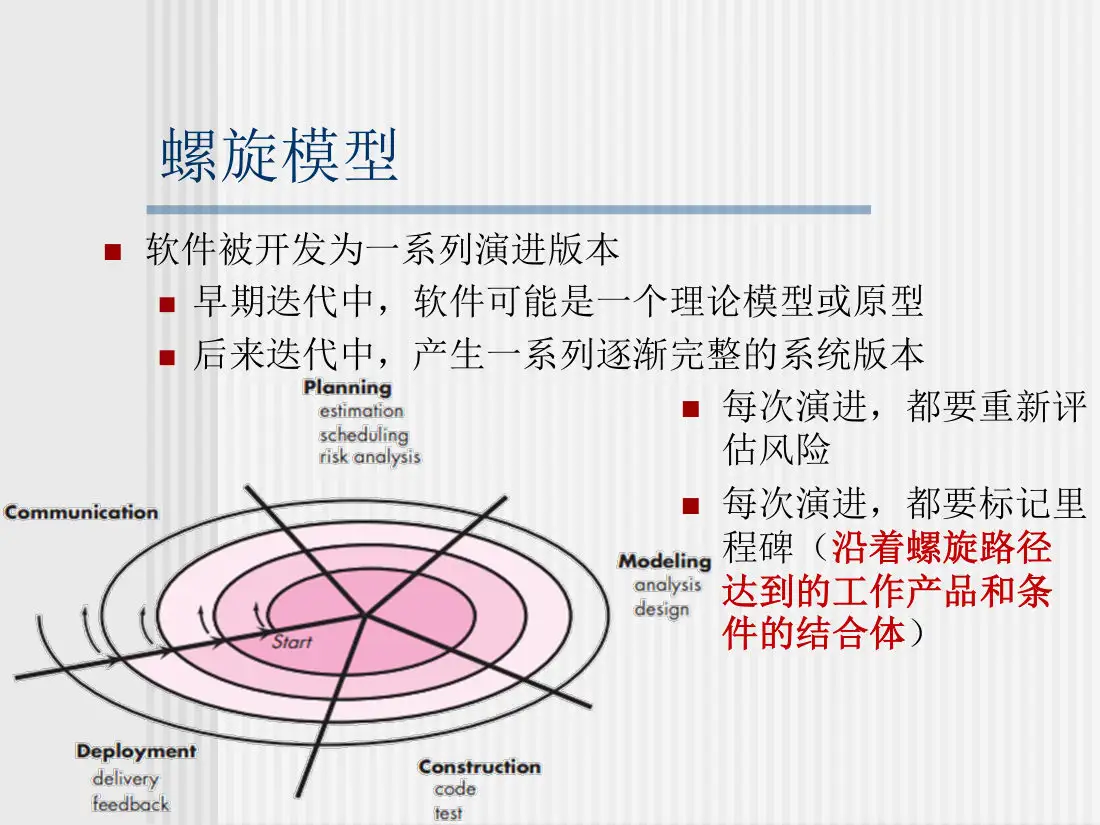 螺旋模型
软件被开发为一系列演进版本
早期迭代中，软件可能是一个理论模型或原型
后来迭代中，产生一系列逐渐完整的系统版本
每次演进，都要重新评
估风险
每次演进，都要标记里
程碑（沿着螺旋路径
达到的工作产品和条
件的结合体）
Planning
estimation
scheduling
risk analysis
Communication
Modeling
analysis
design
Start
Deployment
delivery
feedback
Construction
code
test